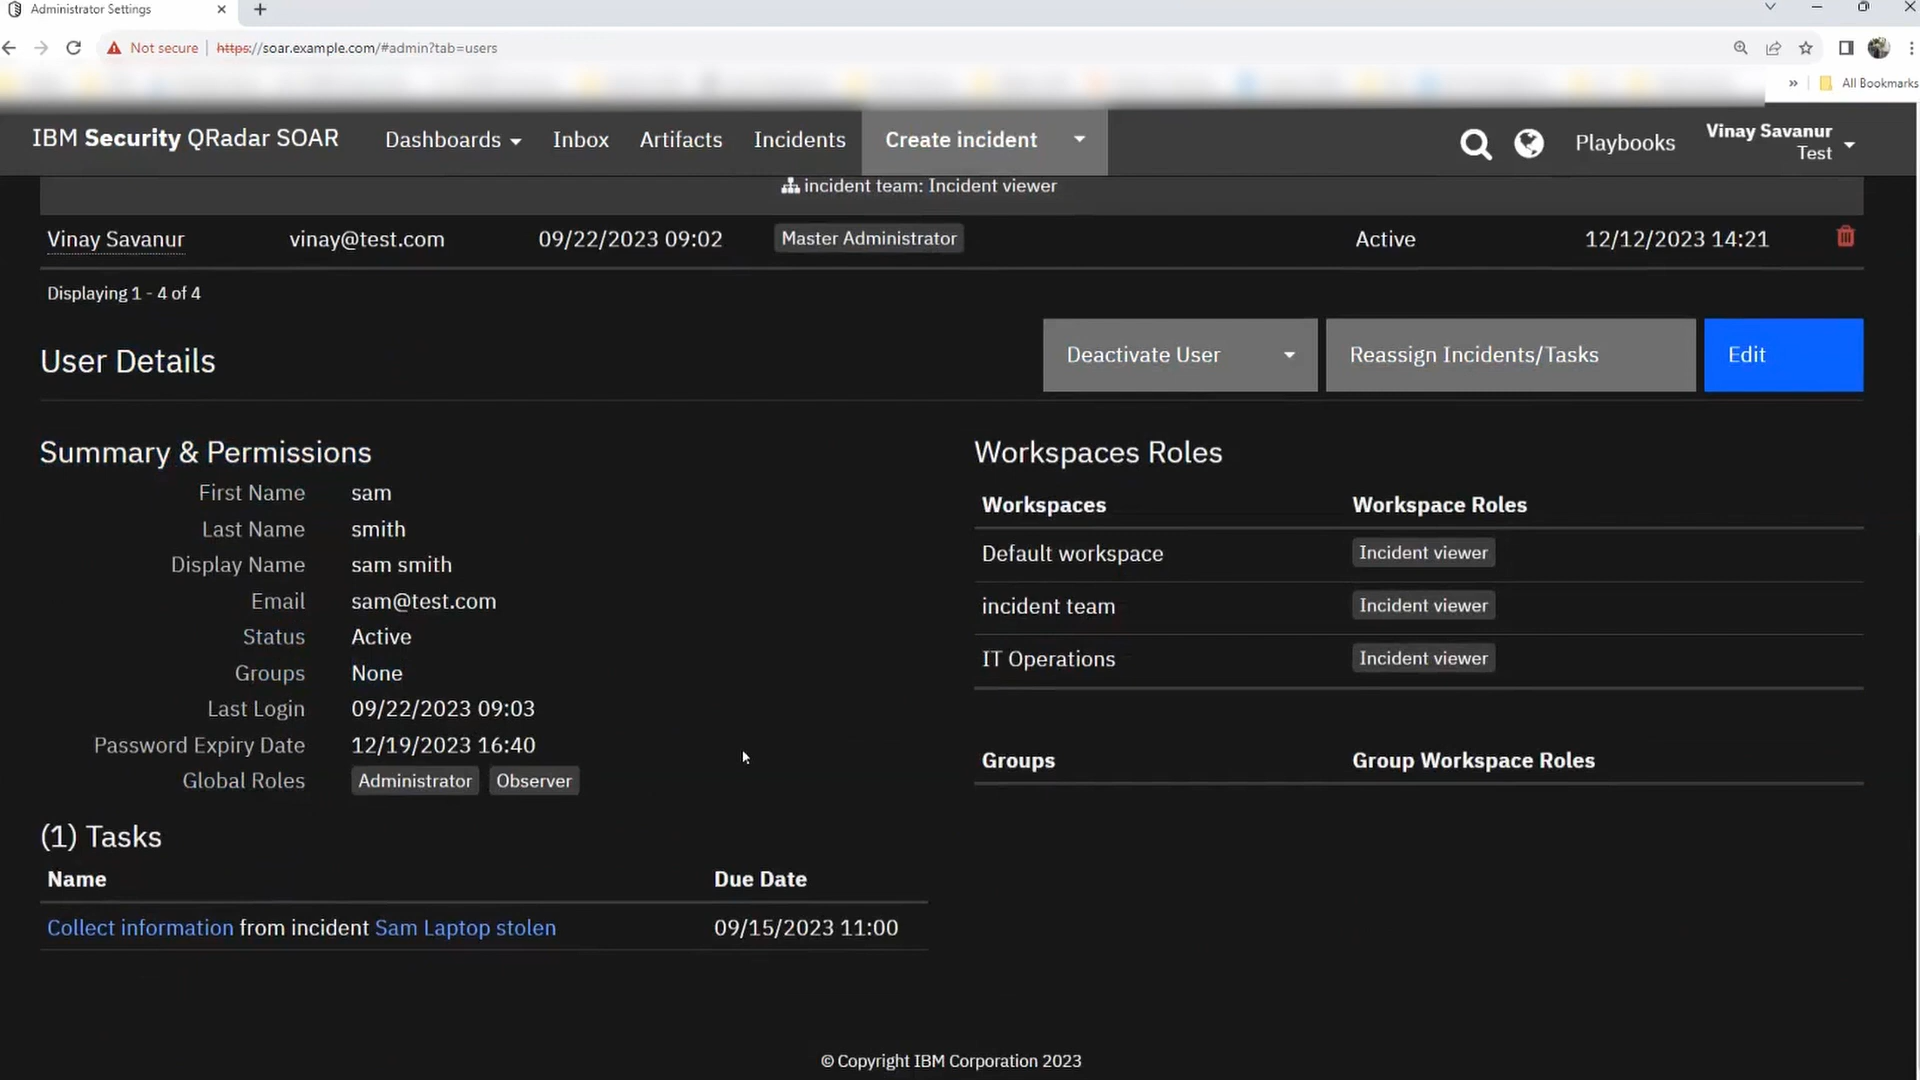 Administrator Settings
Not secure https://soar.example.com/#admin?tab=users
» All Bookmarks
IBM Security QRadar SOAR Dashboards Inbox Artifacts Incidents Create incident Playbooks Vinay Savanur
Test
incident team: Incident viewer
Vinay Savanur vinay@test.com 09/22/2023 09:02 Master Administrator Active 12/12/2023 14:21
Displaying 1 - 4 of 4
User Details Deactivate User Reassign Incidents/Tasks Edit
Summary & Permissions
First Name sam
Last Name smith
Display Name sam smith
Email sam@test.com
Status Active
Groups None
Last Login 09/22/2023 09:03
Password Expiry Date 12/19/2023 16:40
Global Roles Administrator Observer
Workspaces Roles
Workspaces Workspace Roles
Default workspace Incident viewer
incident team Incident viewer
IT Operations Incident viewer
Groups Group Workspace Roles
(1) Tasks
Name Due Date
Collect information from incident Sam Laptop stolen 09/15/2023 11:00
© Copyright IBM Corporation 2023